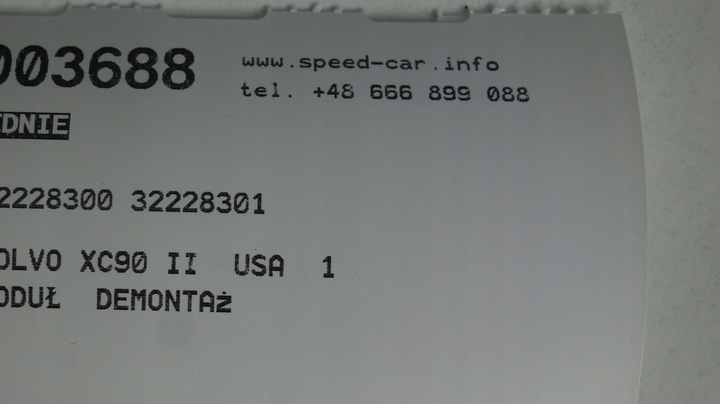 003688
www.speed-car.info
tel. +48 666 899 088
EDNIE
2228300 32228301
OLVO XC90 II USA 1
ODUŁ DEMONTAż